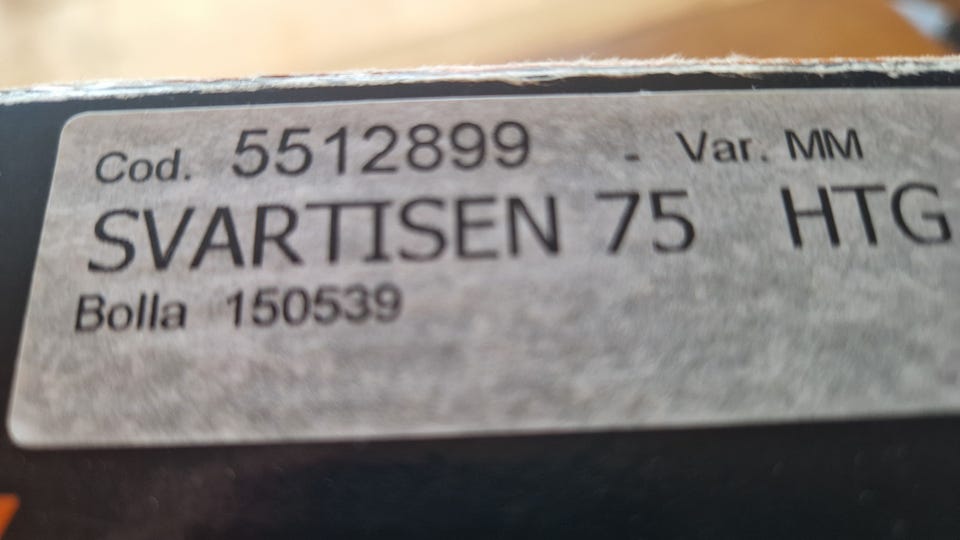 Cod. 5512899 - Var. MM
SVARTISEN 75 HTG
Bolla 150539